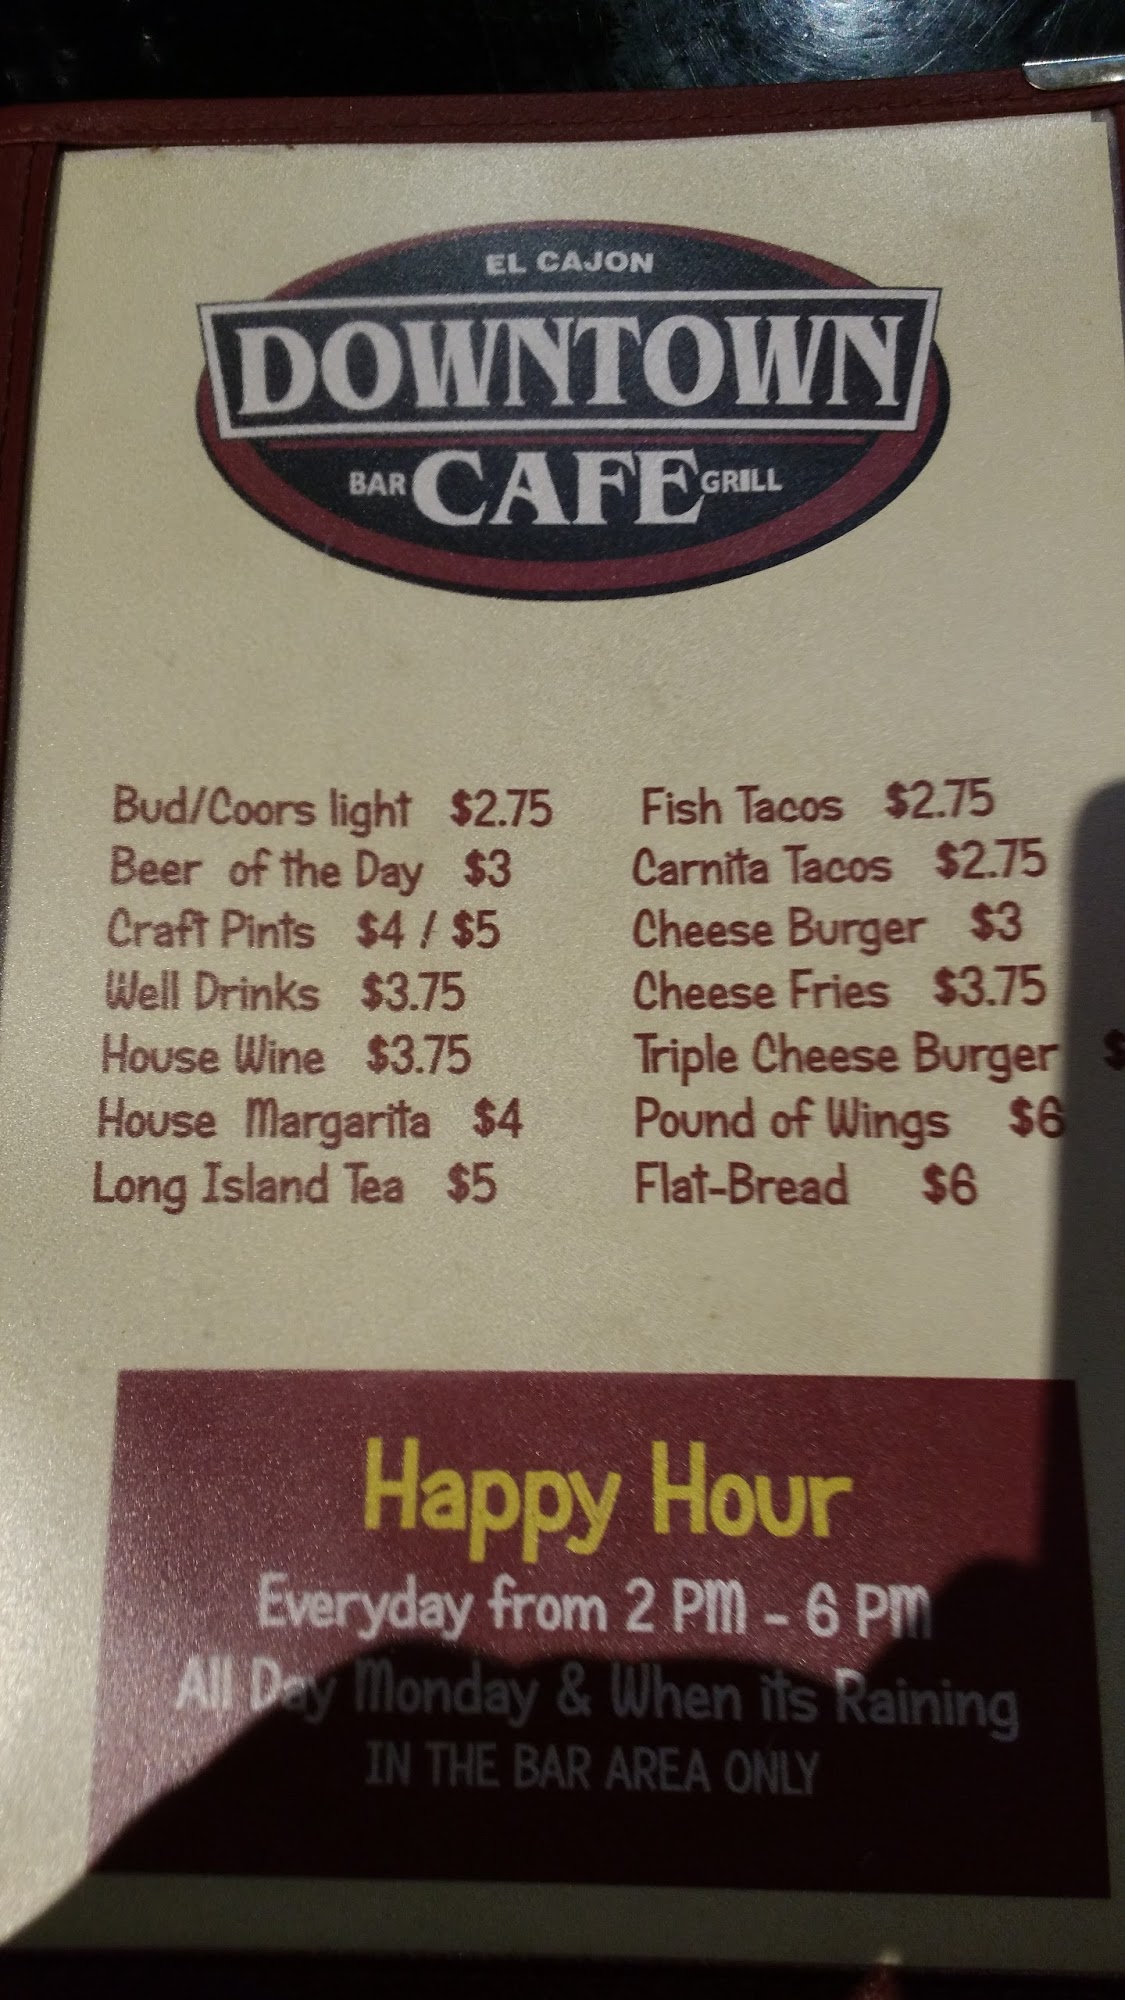 EL CAJON
DOWNTOWN
BAR CAFE GRILL
Bud/Coors light $2.75
Beer of the Day $3
Craft Pints $4 / $5
Well Drinks $3.75
House Wine $3.75
House Margarita $4
Long Island Tea $5
Fish Tacos $2.75
Carnita Tacos $2.75
Cheese Burger $3
Cheese Fries $3.75
Triple Cheese Burger $
Pound of Wings $6
Flat-Bread $6
Happy Hour
Everyday from 2 PM - 6 PM
All Day Monday & When its Raining
IN THE BAR AREA ONLY